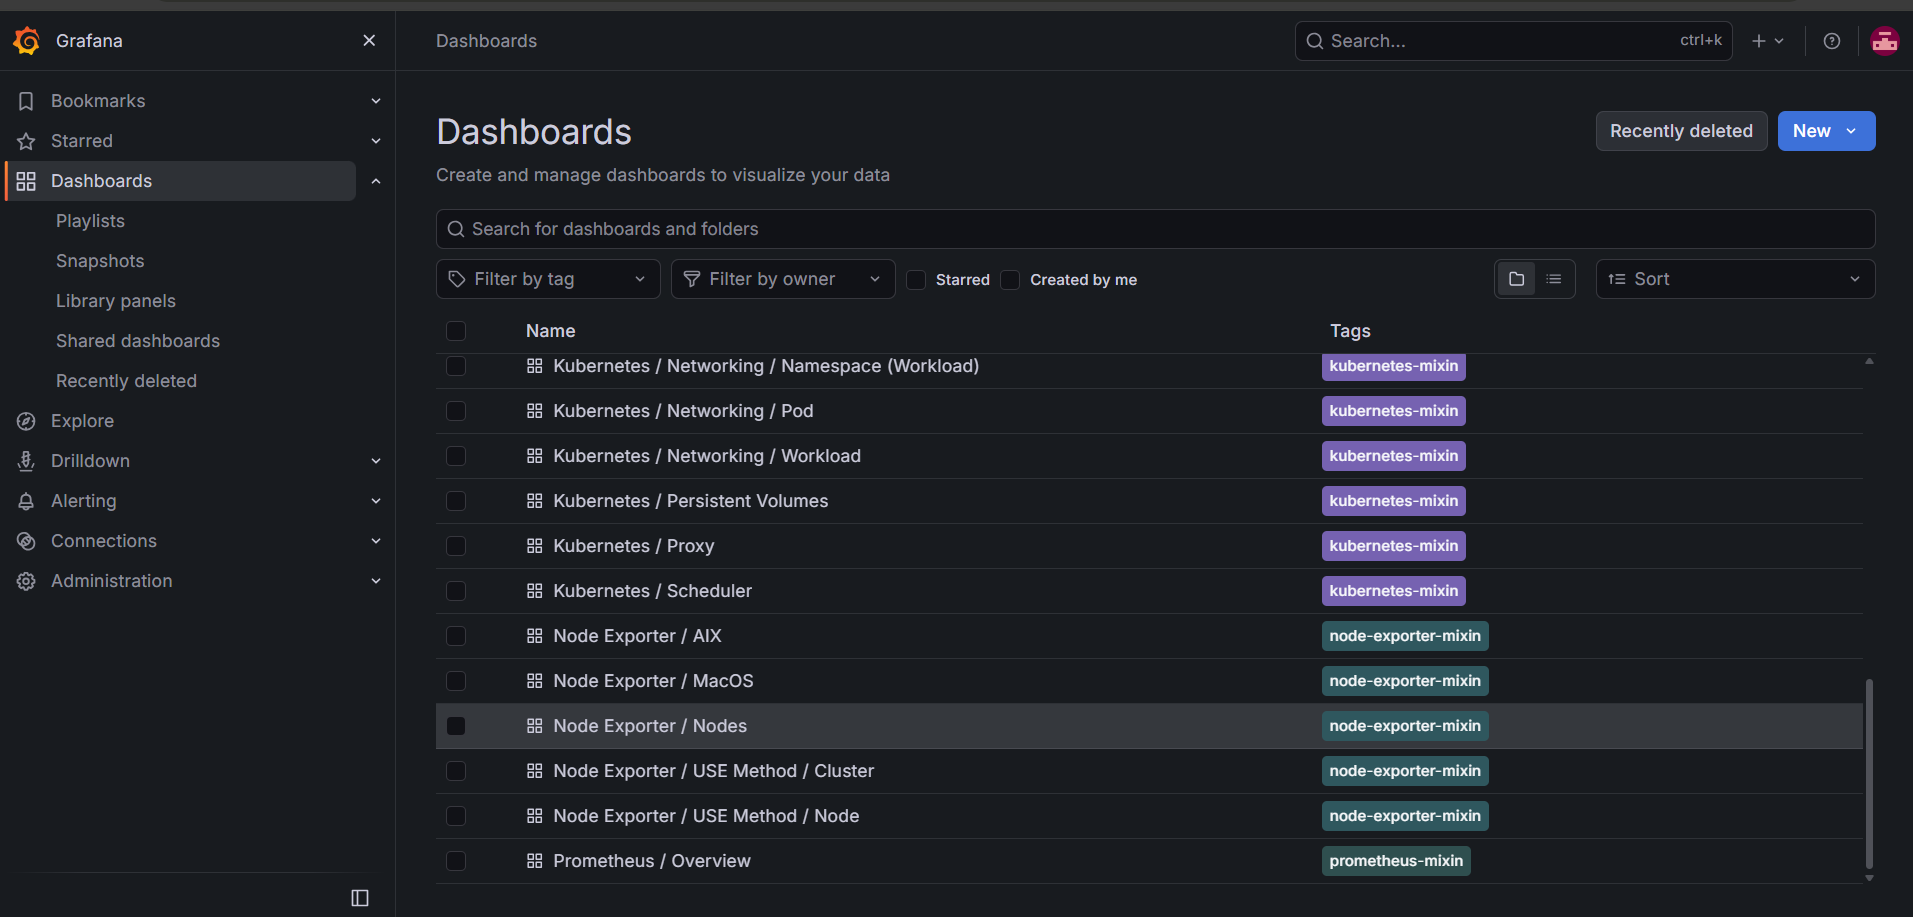 Grafana
Dashboards
Search...
ctrl+k
Bookmarks
Starred
Dashboards
Playlists
Snapshots
Library panels
Shared dashboards
Recently deleted
Explore
Drilldown
Alerting
Connections
Administration
Dashboards
Recently deleted
New
Create and manage dashboards to visualize your data
Search for dashboards and folders
Filter by tag
Filter by owner
Starred
Created by me
Sort
Name Tags
Kubernetes / Networking / Namespace (Workload) kubernetes-mixin
Kubernetes / Networking / Pod kubernetes-mixin
Kubernetes / Networking / Workload kubernetes-mixin
Kubernetes / Persistent Volumes kubernetes-mixin
Kubernetes / Proxy kubernetes-mixin
Kubernetes / Scheduler kubernetes-mixin
Node Exporter / AIX node-exporter-mixin
Node Exporter / MacOS node-exporter-mixin
Node Exporter / Nodes node-exporter-mixin
Node Exporter / USE Method / Cluster node-exporter-mixin
Node Exporter / USE Method / Node node-exporter-mixin
Prometheus / Overview prometheus-mixin